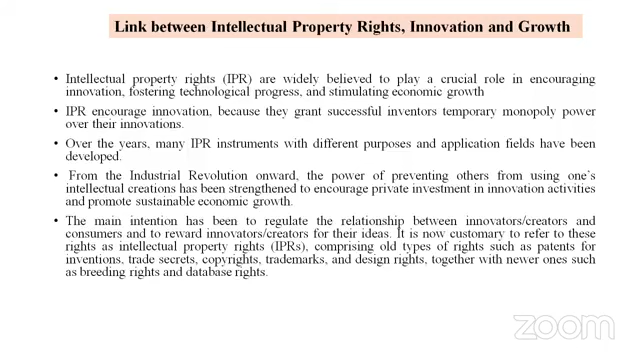 Link between Intellectual Property Rights, Innovation and Growth
• Intellectual property rights (IPR) are widely believed to play a crucial role in encouraging
innovation, fostering technological progress, and stimulating economic growth
• IPR encourage innovation, because they grant successful inventors temporary monopoly power
over their innovations.
• Over the years, many IPR instruments with different purposes and application fields have been
developed.
• From the Industrial Revolution onward, the power of preventing others from using one's
intellectual creations has been strengthened to encourage private investment in innovation activities
and promote sustainable economic growth.
• The main intention has been to regulate the relationship between innovators/creators and
consumers and to reward innovators/creators for their ideas. It is now customary to refer to these
rights as intellectual property rights (IPRs), comprising old types of rights such as patents for
inventions, trade secrets, copyrights, trademarks, and design rights, together with newer ones such
as breeding rights and database rights.
zoom